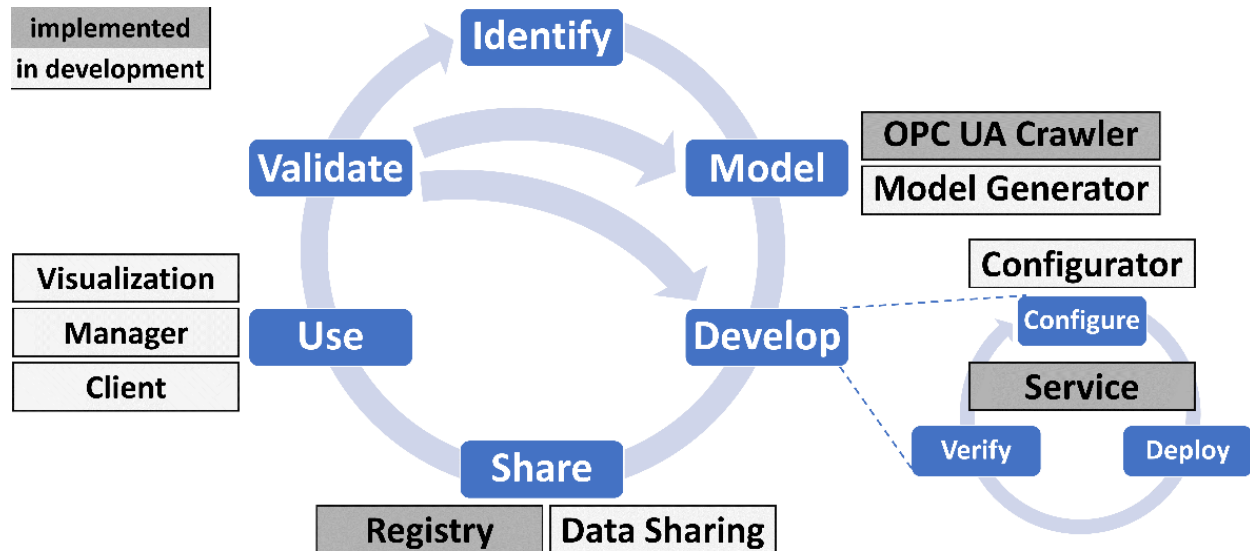 implemented
in development
Identify
Validate
Model
OPC UA Crawler
Model Generator
Visualization
Manager
Client
Use
Develop
Configurator
Configure
Service
Verify
Deploy
Share
Registry
Data Sharing